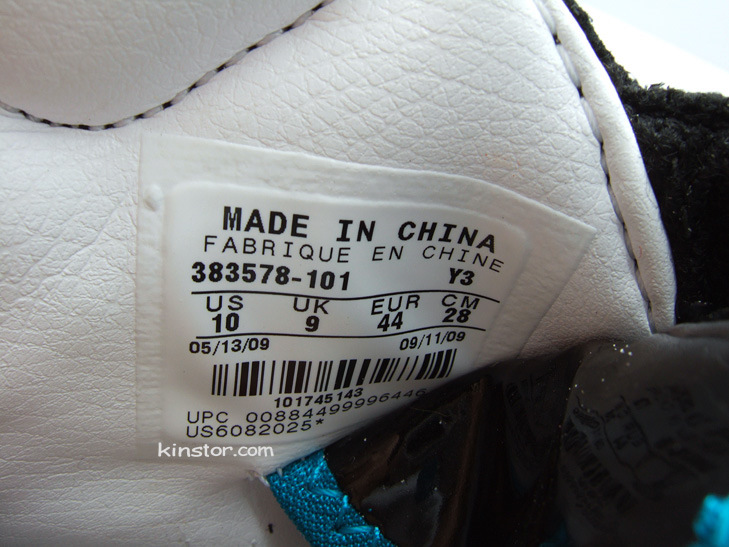 MADE IN CHINA
FABRIQUE EN CHINE
383578-101 Y3
US UK EUR CM
10 9 44 28
05/13/09 09/11/09
101745143
UPC 00884499996446
US6082025*
kinstor.com